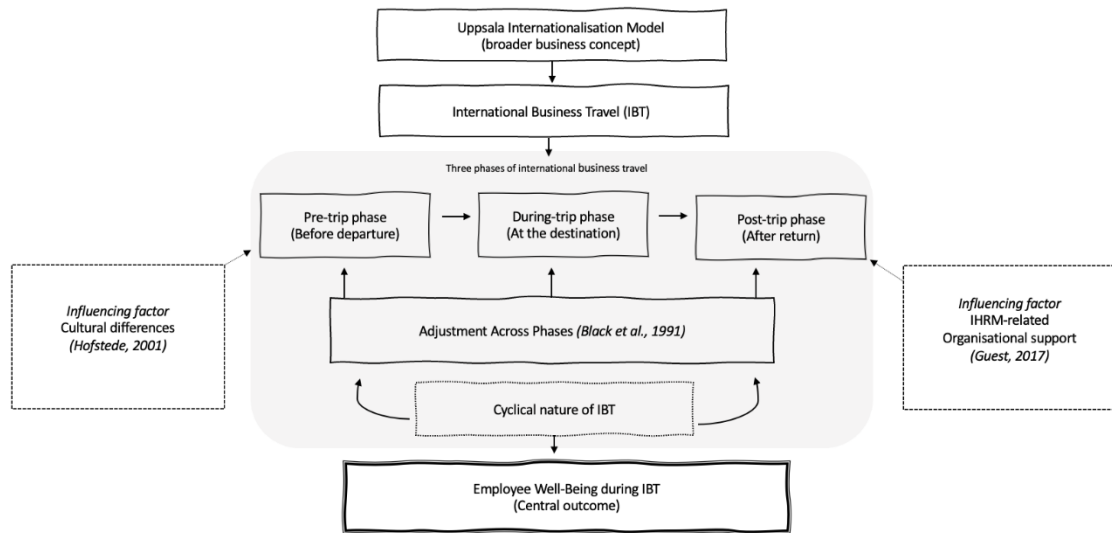 Uppsala Internationalisation Model
(broader business concept)
International Business Travel (IBT)
Three phases of international business travel
Pre-trip phase
(Before departure)
During-trip phase
(At the destination)
Post-trip phase
(After return)
Influencing factor
Cultural differences
(Hofstede, 2001)
Adjustment Across Phases (Black et al., 1991)
Influencing factor
IHRM-related
Organisational support
(Guest, 2017)
Cyclical nature of IBT
Employee Well-Being during IBT
(Central outcome)